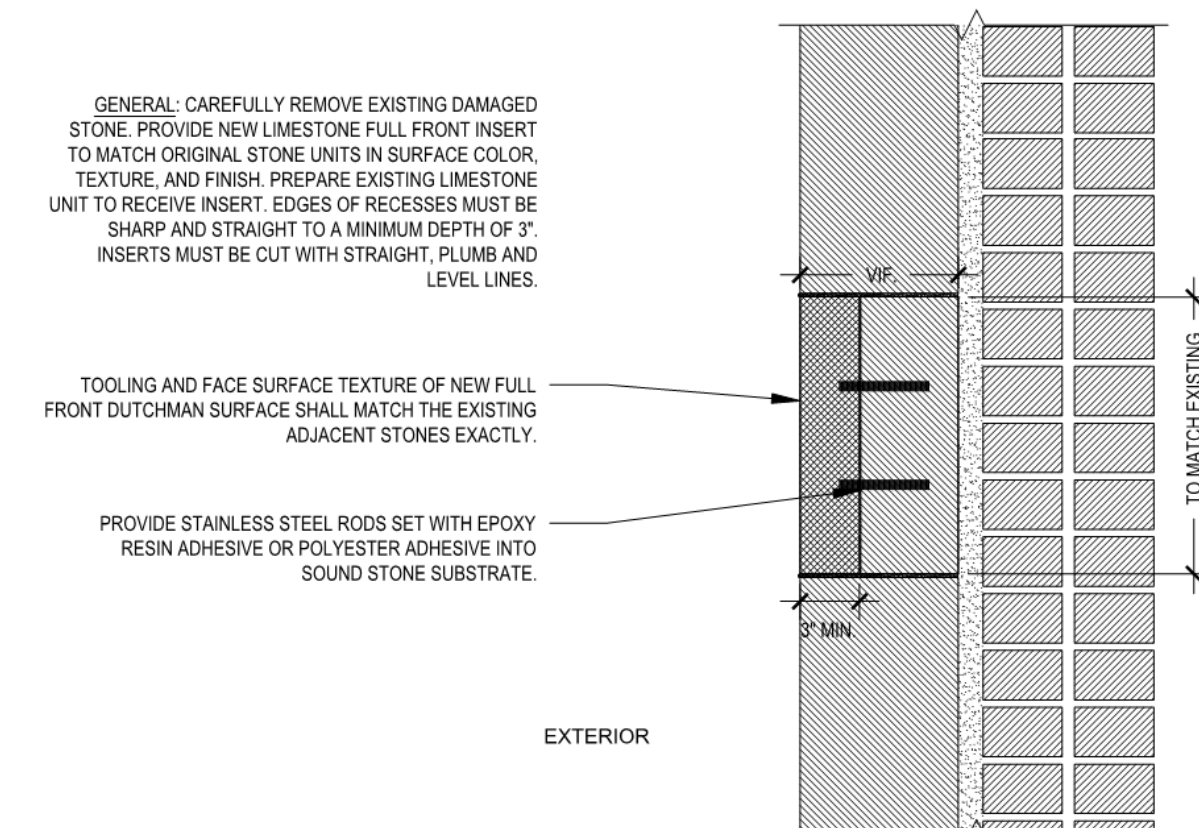 GENERAL: CAREFULLY REMOVE EXISTING DAMAGED
STONE. PROVIDE NEW LIMESTONE FULL FRONT INSERT
TO MATCH ORIGINAL STONE UNITS IN SURFACE COLOR,
TEXTURE, AND FINISH. PREPARE EXISTING LIMESTONE
UNIT TO RECEIVE INSERT. EDGES OF RECESSES MUST BE
SHARP AND STRAIGHT TO A MINIMUM DEPTH OF 3".
INSERTS MUST BE CUT WITH STRAIGHT, PLUMB AND
LEVEL LINES.
VIF.
TOOLING AND FACE SURFACE TEXTURE OF NEW FULL
FRONT DUTCHMAN SURFACE SHALL MATCH THE EXISTING
ADJACENT STONES EXACTLY.
TO MATCH EXISTING
PROVIDE STAINLESS STEEL RODS SET WITH EPOXY
RESIN ADHESIVE OR POLYESTER ADHESIVE INTO
SOUND STONE SUBSTRATE.
3" MIN.
EXTERIOR